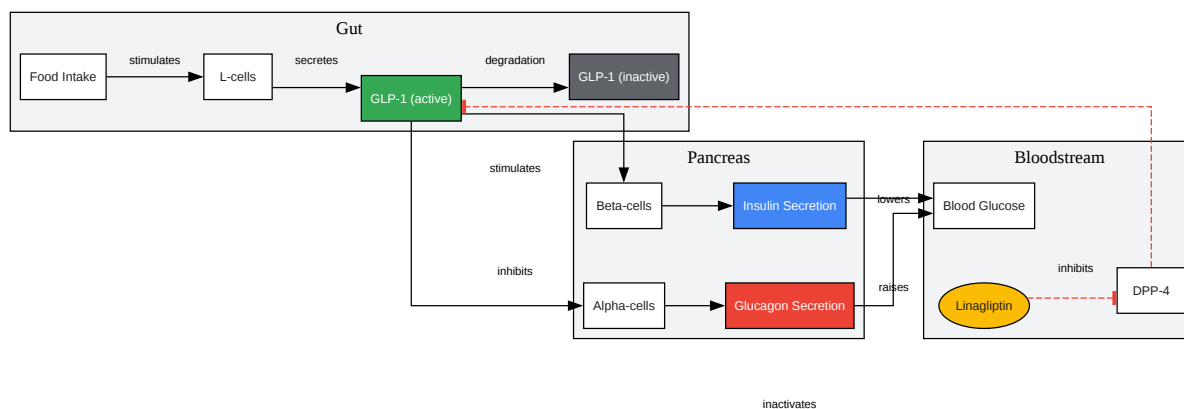 Gut
Food Intake
stimulates
L-cells
secretes
GLP-1 (active)
degradation
GLP-1 (inactive)
stimulates
Pancreas
Beta-cells
Insulin Secretion
lowers
Bloodstream
Blood Glucose
inhibits
Alpha-cells
Glucagon Secretion
raises
Linagliptin
inhibits
DPP-4
inactivates